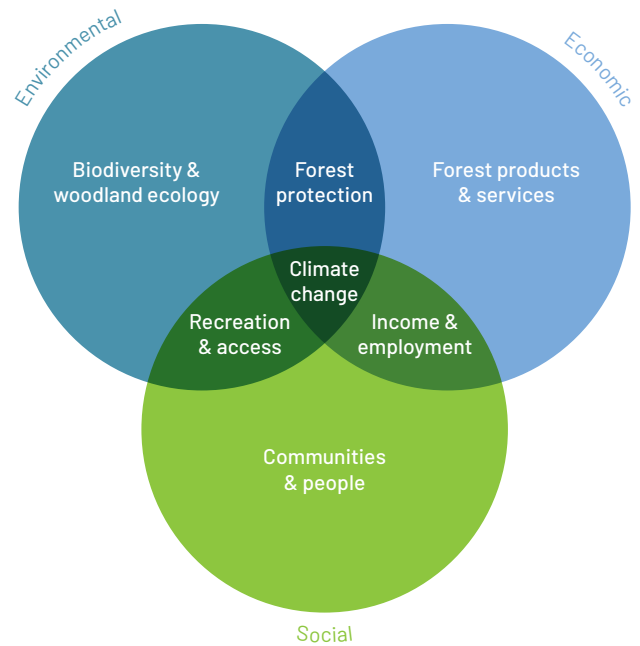 Environmental
Economic
Biodiversity &
woodland ecology
Forest
protection
Forest products
& services
Climate
change
Recreation
& access
Income &
employment
Communities
& people
Social